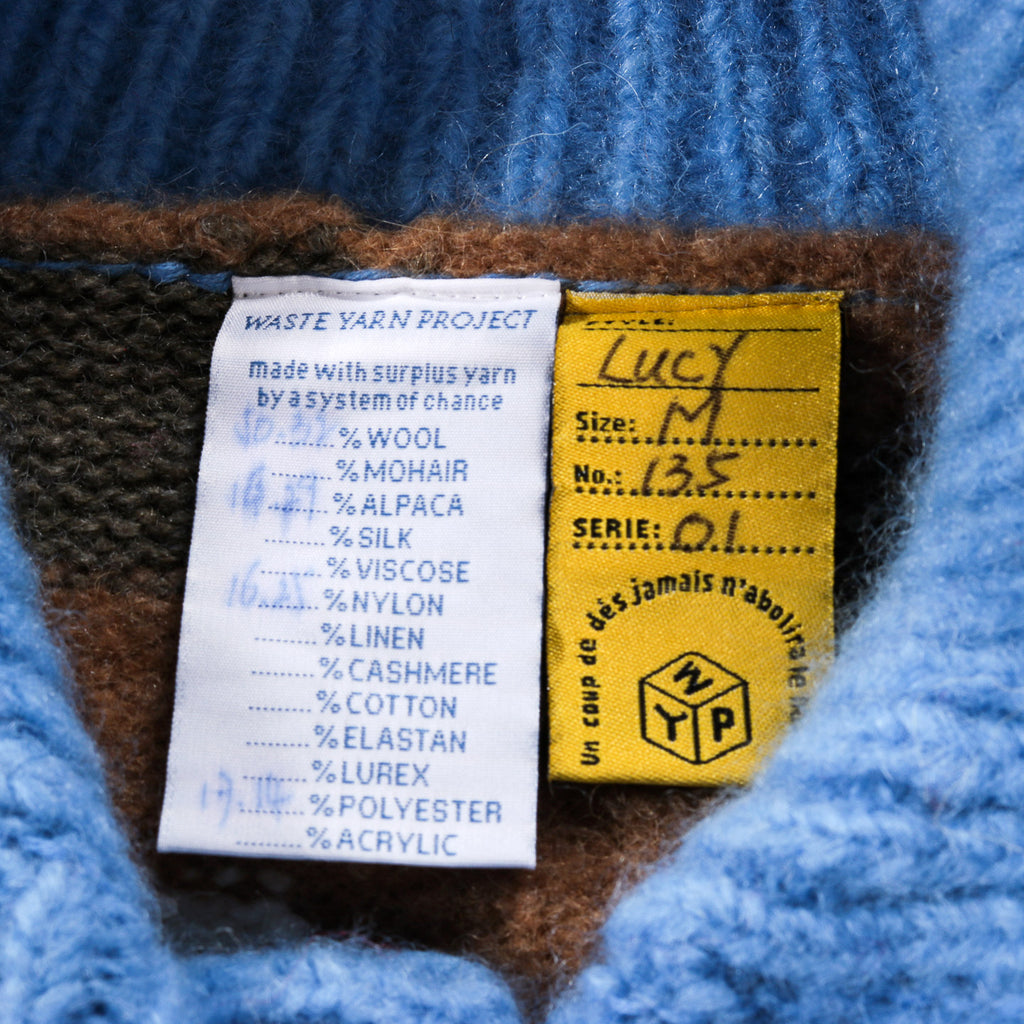 WASTE YARN PROJECT
made with surplus yarn
by a system of chance
..........%WOOL
..........%MOHAIR
..........%ALPACA
..........%SILK
..........%VISCOSE
..........%NYLON
..........%LINEN
..........%CASHMERE
..........%COTTON
..........%ELASTAN
..........%LUREX
..........%POLYESTER
..........%ACRYLIC
LUCY
Size: M
No.: 135
SERIE: 01
un coup de dés jamais n'abolira le
W
Y P